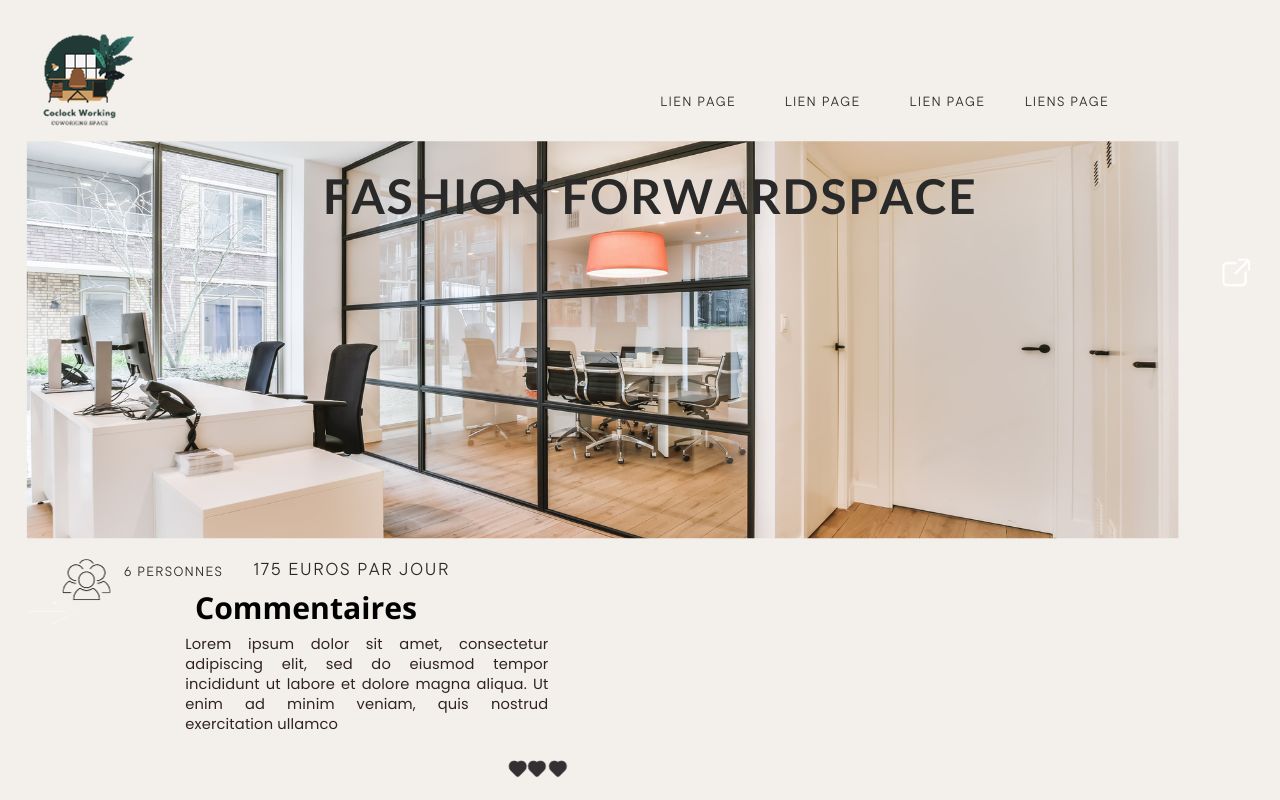 Coclock Working
COWORKING SPACE
LIEN PAGE
LIEN PAGE
LIEN PAGE
LIENS PAGE
FASHION FORWARDSPACE
6 PERSONNES
175 EUROS PAR JOUR
Commentaires
Lorem ipsum dolor sit amet, consectetur
adipiscing elit, sed do eiusmod tempor
incididunt ut labore et dolore magna aliqua. Ut
enim ad minim veniam, quis nostrud
exercitation ullamco